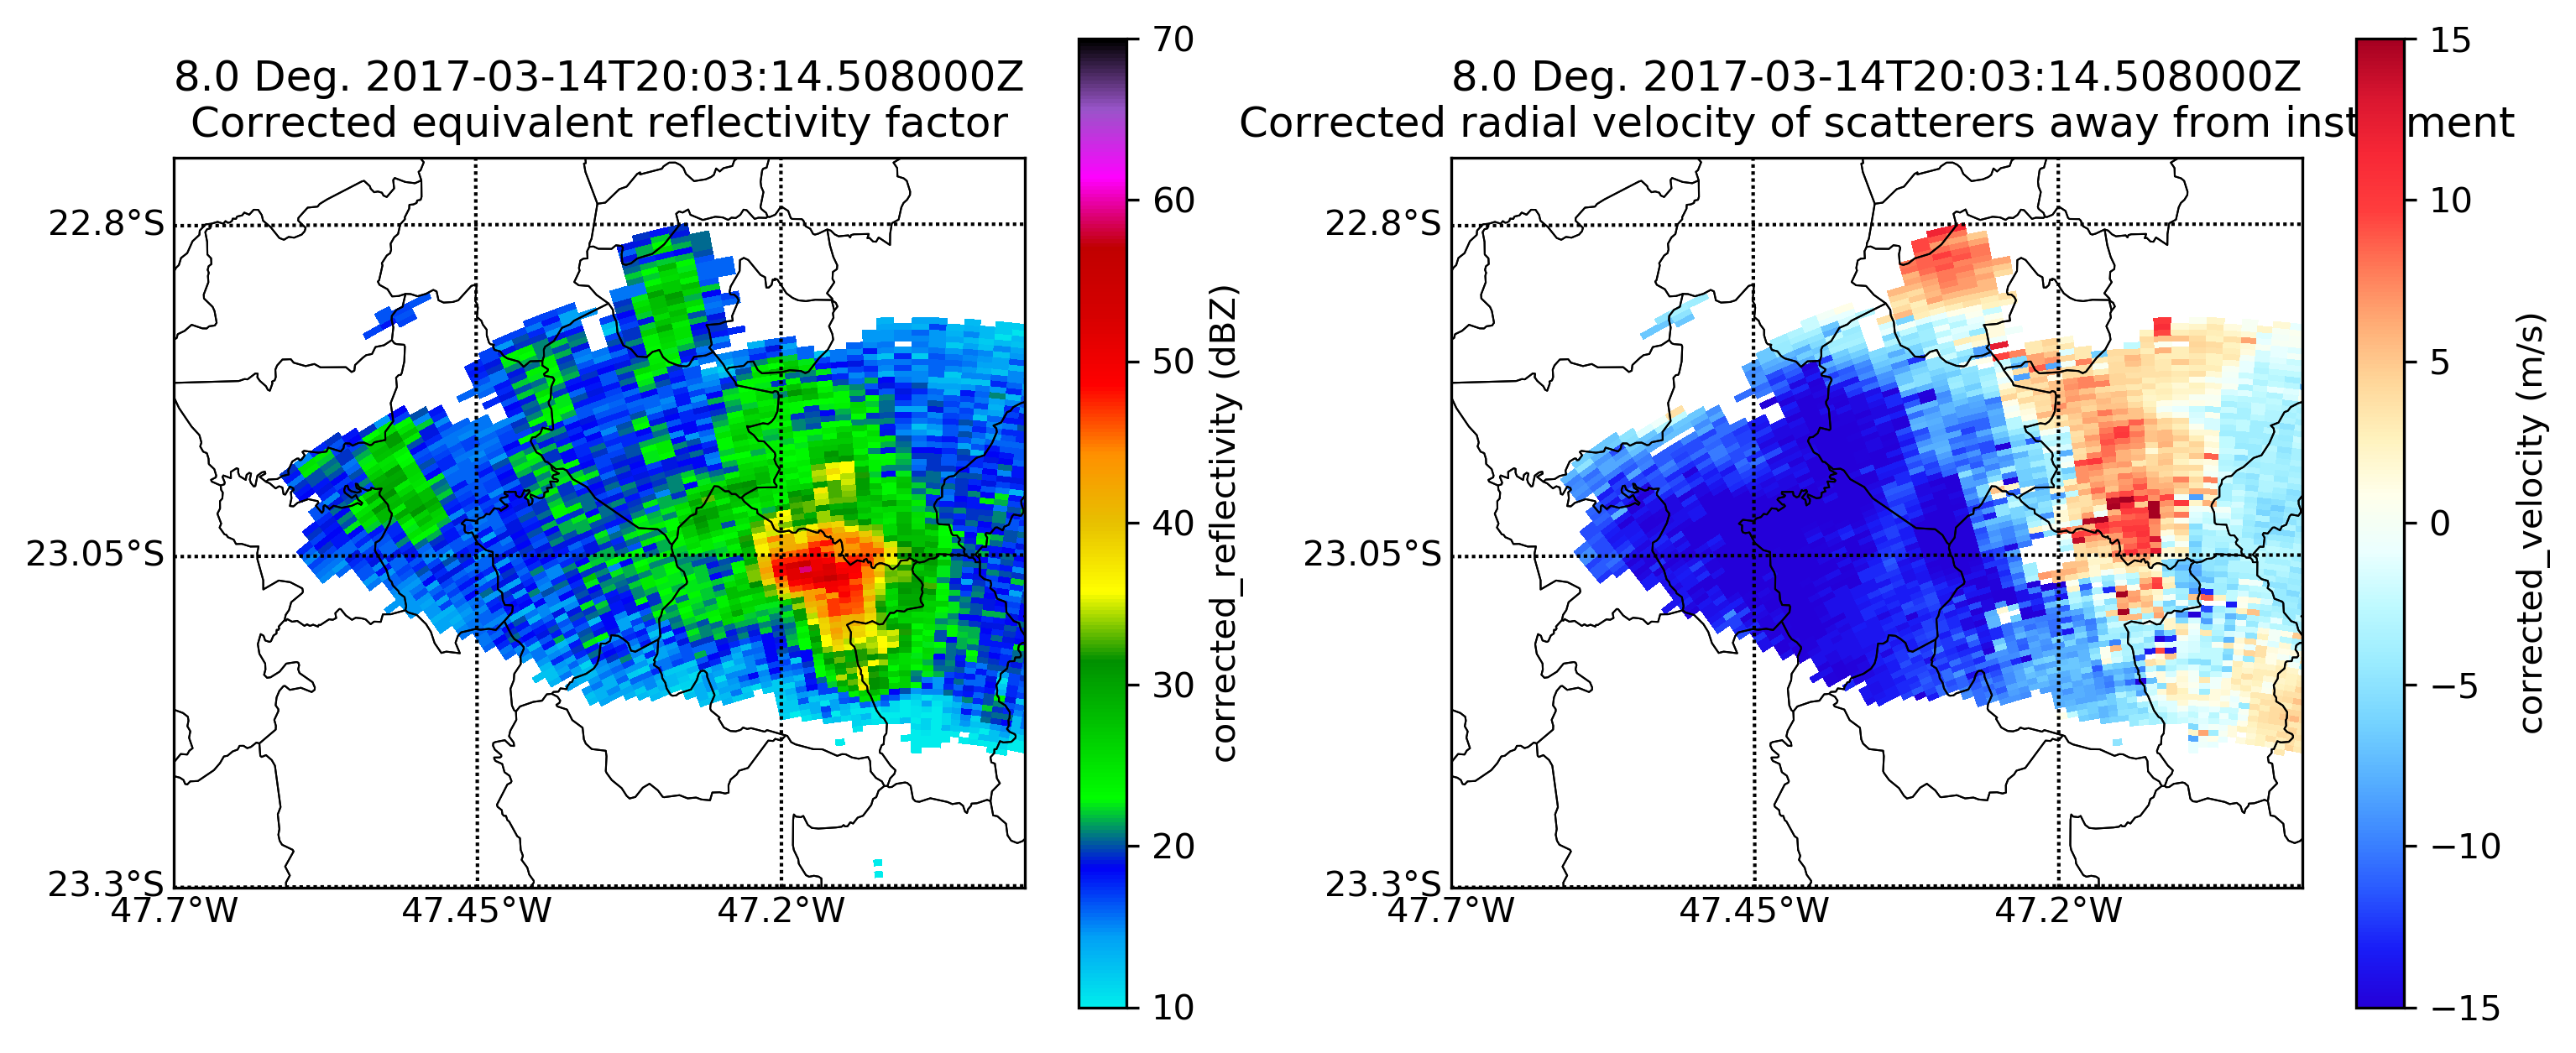 8.0 Deg. 2017-03-14T20:03:14.508000Z
Corrected equivalent reflectivity factor
22.8°S
23.05°S
23.3°S
47.7°W
47.45°W
47.2°W
70
60
50
40
30
20
10
corrected_reflectivity (dBZ)
8.0 Deg. 2017-03-14T20:03:14.508000Z
Corrected radial velocity of scatterers away from inst ment
22.8°S
23.05°S
23.3°S
47.7°W
47.45°W
47.2°W
15
10
5
0
−5
−10
−15
corrected_velocity (m/s)